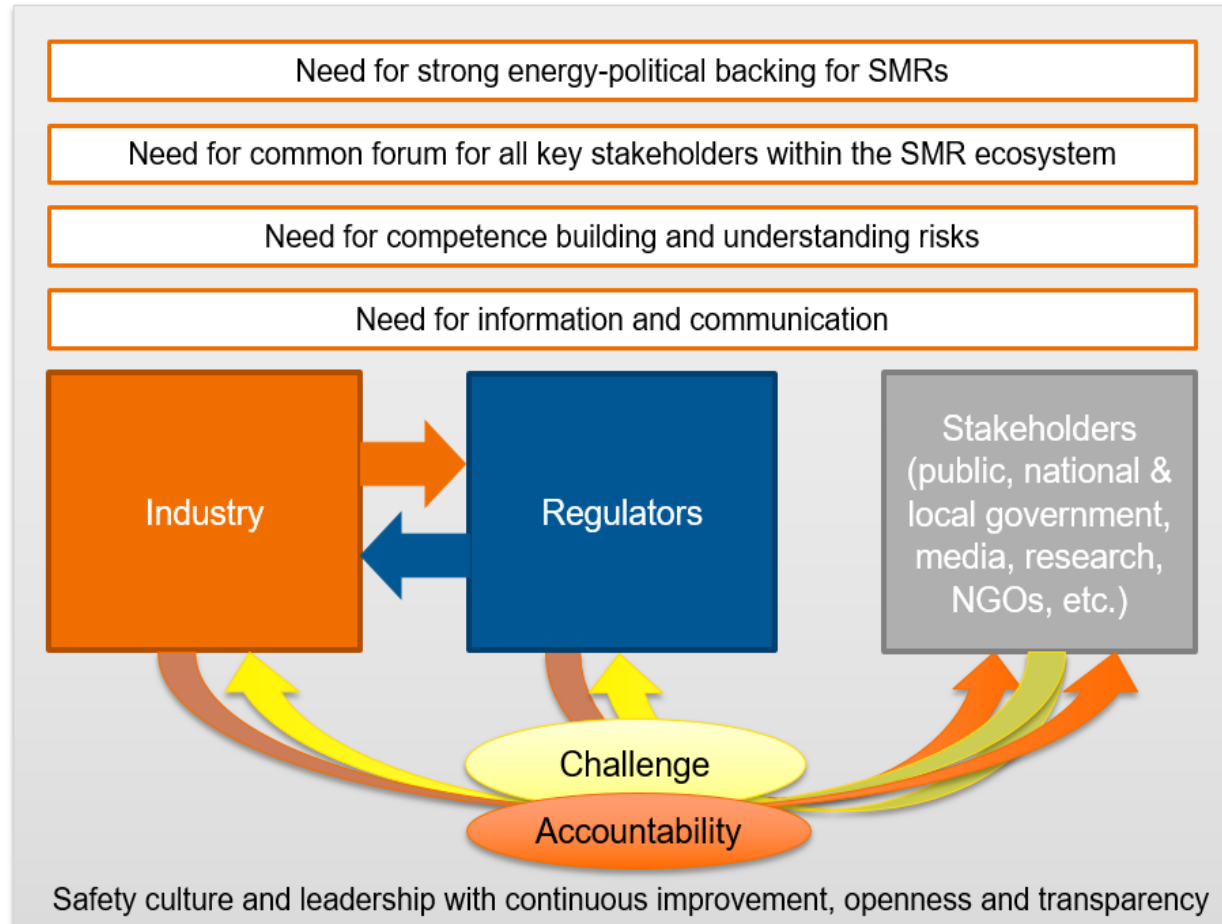 Need for strong energy-political backing for SMRs
Need for common forum for all key stakeholders within the SMR ecosystem
Need for competence building and understanding risks
Need for information and communication
Industry
Regulators
Stakeholders
(public, national &
local government,
media, research,
NGOs, etc.)
Challenge
Accountability
Safety culture and leadership with continuous improvement, openness and transparency